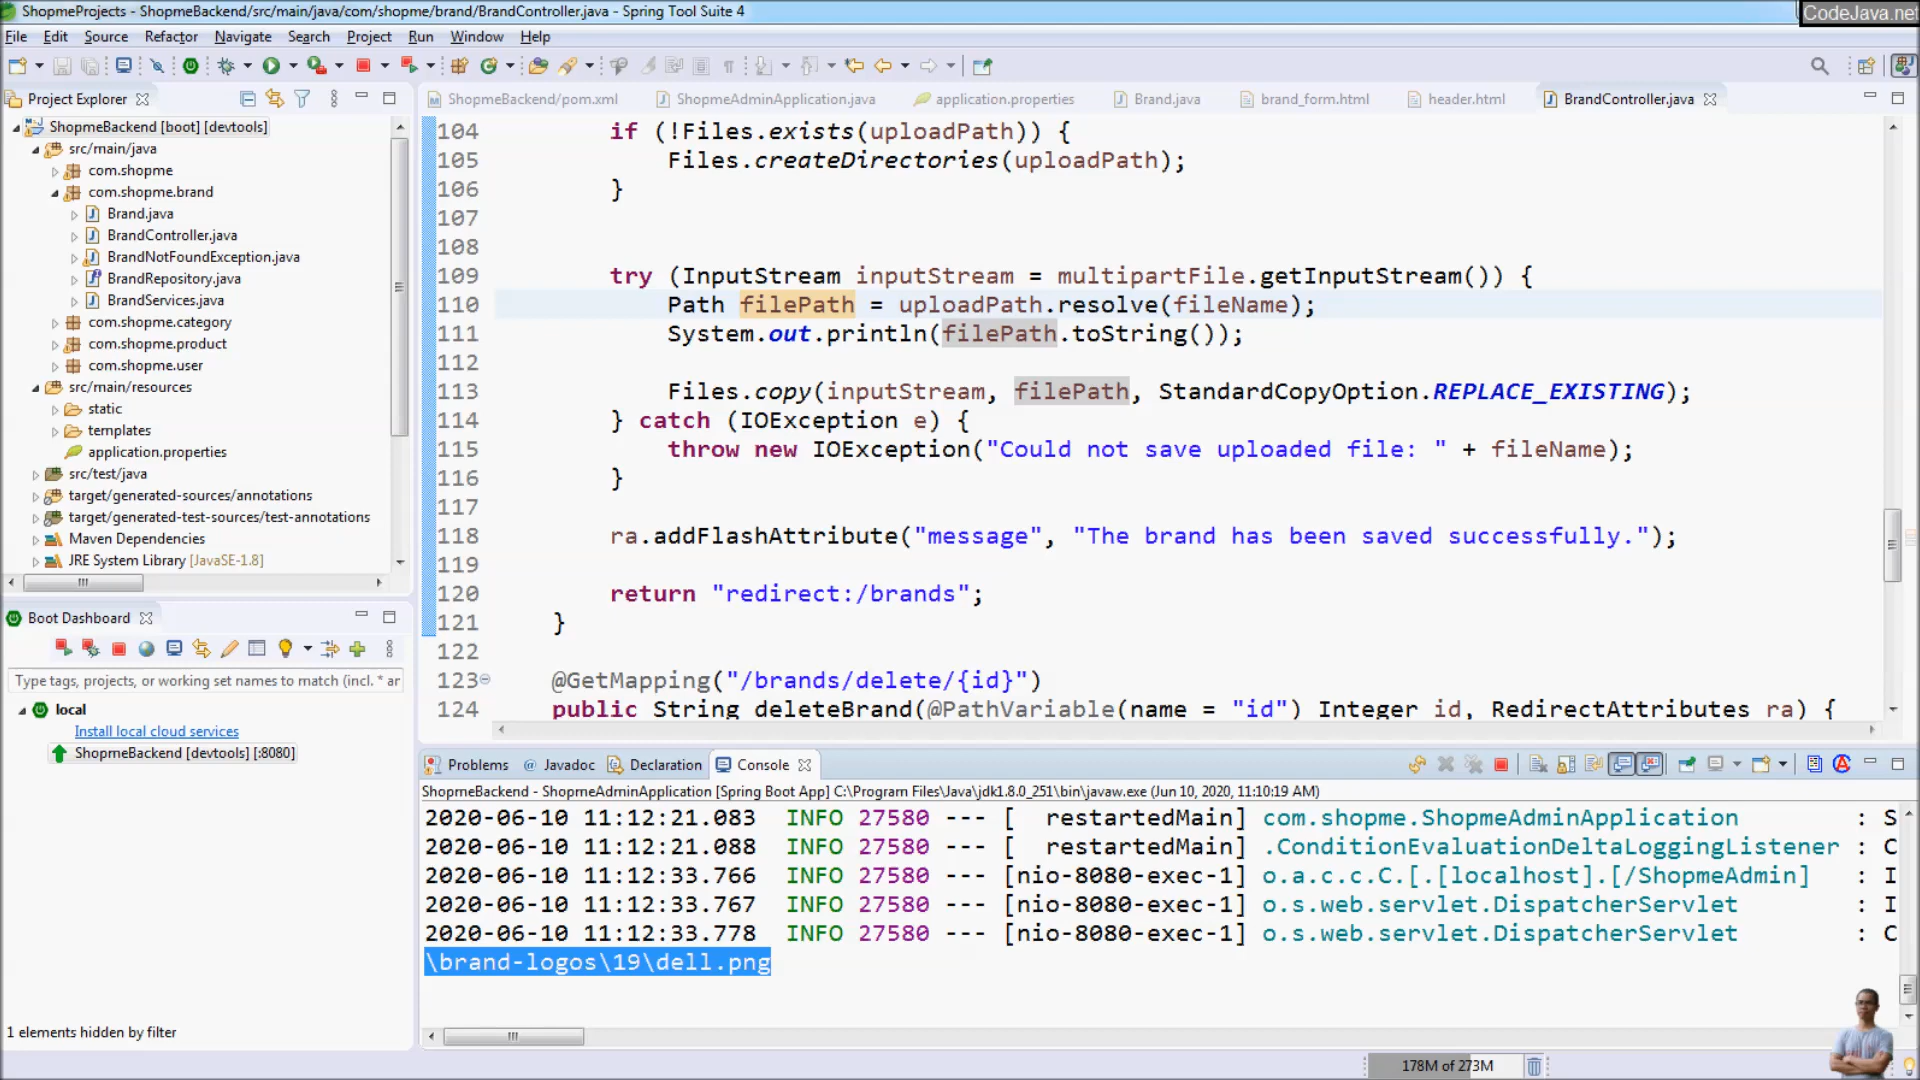 ShopmeProjects - ShopmeBackend/src/main/java/com/shopme/brand/BrandController.java - Spring Tool Suite 4
CodeJava.net
File Edit Source Refactor Navigate Search Project Run Window Help
Project Explorer
ShopmeBackend/pom.xml ShopmeAdminApplication.java application.properties Brand.java brand_form.html header.html BrandController.java
ShopmeBackend [boot] [devtools]
src/main/java
com.shopme
com.shopme.brand
Brand.java
BrandController.java
BrandNotFoundException.java
BrandRepository.java
BrandServices.java
com.shopme.category
com.shopme.product
com.shopme.user
src/main/resources
static
templates
application.properties
src/test/java
target/generated-sources/annotations
target/generated-test-sources/test-annotations
Maven Dependencies
JRE System Library [JavaSE-1.8]
104 if (!Files.exists(uploadPath)) {
105 Files.createDirectories(uploadPath);
106 }
107
108
109 try (InputStream inputStream = multipartFile.getInputStream()) {
110 Path filePath = uploadPath.resolve(fileName);
111 System.out.println(filePath.toString());
112
113 Files.copy(inputStream, filePath, StandardCopyOption.REPLACE_EXISTING);
114 } catch (IOException e) {
115 throw new IOException("Could not save uploaded file: " + fileName);
116 }
117
118 ra.addFlashAttribute("message", "The brand has been saved successfully.");
119
120 return "redirect:/brands";
121 }
122
123 @GetMapping("/brands/delete/{id}")
124 public String deleteBrand(@PathVariable(name = "id") Integer id, RedirectAttributes ra) {
Boot Dashboard
Type tags, projects, or working set names to match (incl. * ar
local
Install local cloud services
ShopmeBackend [devtools] [:8080]
1 elements hidden by filter
Problems @ Javadoc Declaration Console
ShopmeBackend - ShopmeAdminApplication [Spring Boot App] C:\Program Files\Java\jdk1.8.0_251\bin\javaw.exe (Jun 10, 2020, 11:10:19 AM)
2020-06-10 11:12:21.083 INFO 27580 --- [ restartedMain] com.shopme.ShopmeAdminApplication : S
2020-06-10 11:12:21.088 INFO 27580 --- [ restartedMain] .ConditionEvaluationDeltaLoggingListener : C
2020-06-10 11:12:33.766 INFO 27580 --- [nio-8080-exec-1] o.a.c.c.C.[.[localhost].[/ShopmeAdmin] : I
2020-06-10 11:12:33.767 INFO 27580 --- [nio-8080-exec-1] o.s.web.servlet.DispatcherServlet : I
2020-06-10 11:12:33.778 INFO 27580 --- [nio-8080-exec-1] o.s.web.servlet.DispatcherServlet : C
\brand-logos\19\dell.png
178M of 273M